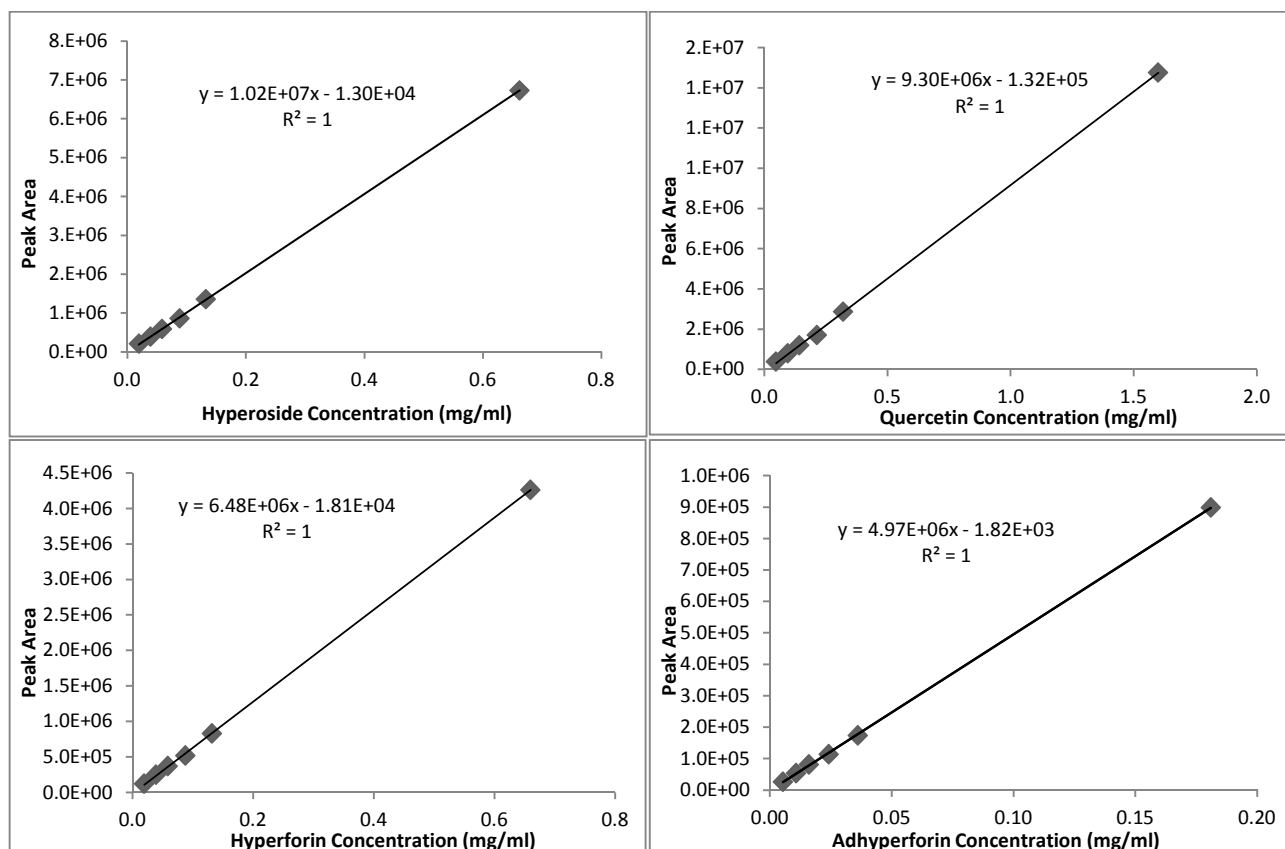 8.E+06
7.E+06
6.E+06
5.E+06
4.E+06
3.E+06
2.E+06
1.E+06
0.E+00
Peak Area
y = 1.02E+07x - 1.30E+04
R² = 1
0.0 0.2 0.4 0.6 0.8
Hyperoside Concentration (mg/ml)
2.E+07
1.E+07
1.E+07
1.E+07
8.E+06
6.E+06
4.E+06
2.E+06
0.E+00
Peak Area
y = 9.30E+06x - 1.32E+05
R² = 1
0.0 0.5 1.0 1.5 2.0
Quercetin Concentration (mg/ml)
4.5E+06
4.0E+06
3.5E+06
3.0E+06
2.5E+06
2.0E+06
1.5E+06
1.0E+06
5.0E+05
0.0E+00
Peak Area
y = 6.48E+06x - 1.81E+04
R² = 1
0.0 0.2 0.4 0.6 0.8
Hyperforin Concentration (mg/ml)
1.0E+06
9.0E+05
8.0E+05
7.0E+05
6.0E+05
5.0E+05
4.0E+05
3.0E+05
2.0E+05
1.0E+05
0.0E+00
Peak Area
y = 4.97E+06x - 1.82E+03
R² = 1
0.00 0.05 0.10 0.15 0.20
Adhyperforin Concentration (mg/ml)